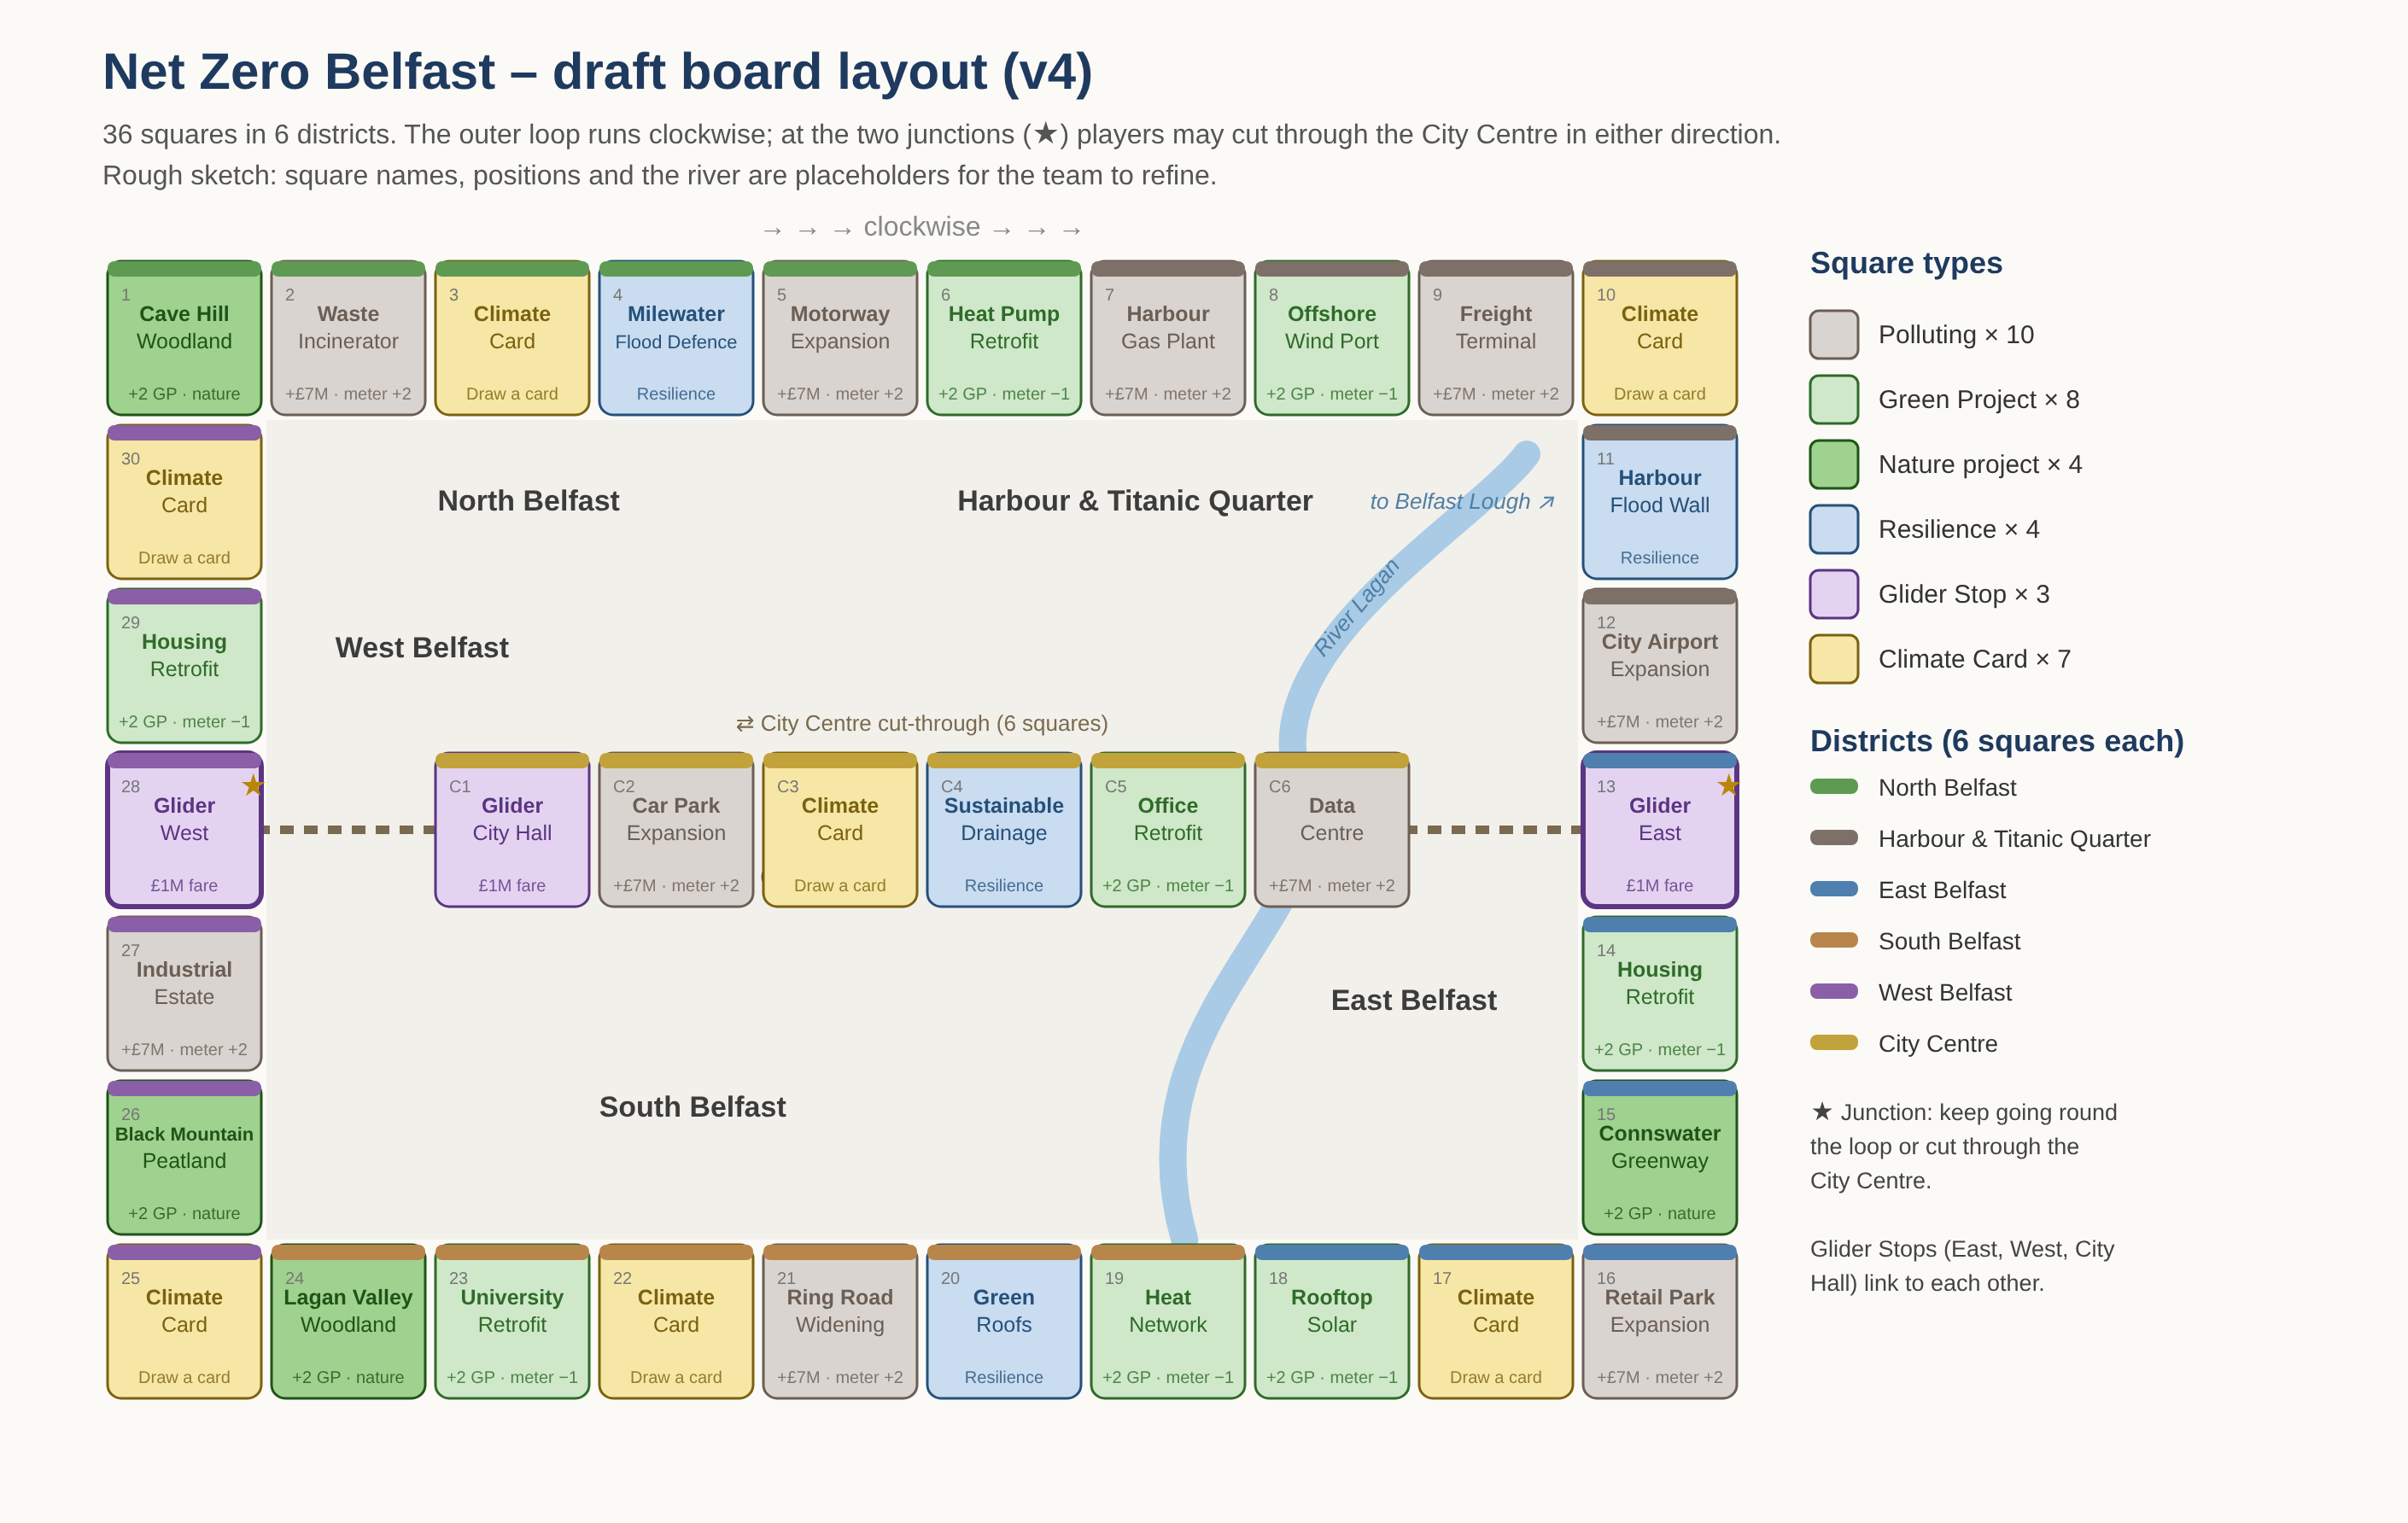 Net Zero Belfast – draft board layout (v4)
36 squares in 6 districts. The outer loop runs clockwise; at the two junctions (★) players may cut through the City Centre in either direction.
Rough sketch: square names, positions and the river are placeholders for the team to refine.
→ → → clockwise → → →
1
Cave Hill
Woodland
+2 GP · nature
2
Waste
Incinerator
+£7M · meter +2
3
Climate
Card
Draw a card
4
Milewater
Flood Defence
Resilience
5
Motorway
Expansion
+£7M · meter +2
6
Heat Pump
Retrofit
+2 GP · meter −1
7
Harbour
Gas Plant
+£7M · meter +2
8
Offshore
Wind Port
+2 GP · meter −1
9
Freight
Terminal
+£7M · meter +2
10
Climate
Card
Draw a card
30
Climate
Card
Draw a card
North Belfast
Harbour & Titanic Quarter
to Belfast Lough ↗
11
Harbour
Flood Wall
Resilience
29
Housing
Retrofit
+2 GP · meter −1
West Belfast
River Lagan
12
City Airport
Expansion
+£7M · meter +2
⇄ City Centre cut-through (6 squares)
28
★
Glider
West
£1M fare
C1
Glider
City Hall
£1M fare
C2
Car Park
Expansion
+£7M · meter +2
C3
Climate
Card
Draw a card
C4
Sustainable
Drainage
Resilience
C5
Office
Retrofit
+2 GP · meter −1
C6
Data
Centre
+£7M · meter +2
13
★
Glider
East
£1M fare
27
Industrial
Estate
+£7M · meter +2
East Belfast
14
Housing
Retrofit
+2 GP · meter −1
26
Black Mountain
Peatland
+2 GP · nature
South Belfast
15
Connswater
Greenway
+2 GP · nature
25
Climate
Card
Draw a card
24
Lagan Valley
Woodland
+2 GP · nature
23
University
Retrofit
+2 GP · meter −1
22
Climate
Card
Draw a card
21
Ring Road
Widening
+£7M · meter +2
20
Green
Roofs
Resilience
19
Heat
Network
+2 GP · meter −1
18
Rooftop
Solar
+2 GP · meter −1
17
Climate
Card
Draw a card
16
Retail Park
Expansion
+£7M · meter +2
Square types
Polluting × 10
Green Project × 8
Nature project × 4
Resilience × 4
Glider Stop × 3
Climate Card × 7
Districts (6 squares each)
North Belfast
Harbour & Titanic Quarter
East Belfast
South Belfast
West Belfast
City Centre
★ Junction: keep going round
the loop or cut through the
City Centre.
Glider Stops (East, West, City
Hall) link to each other.